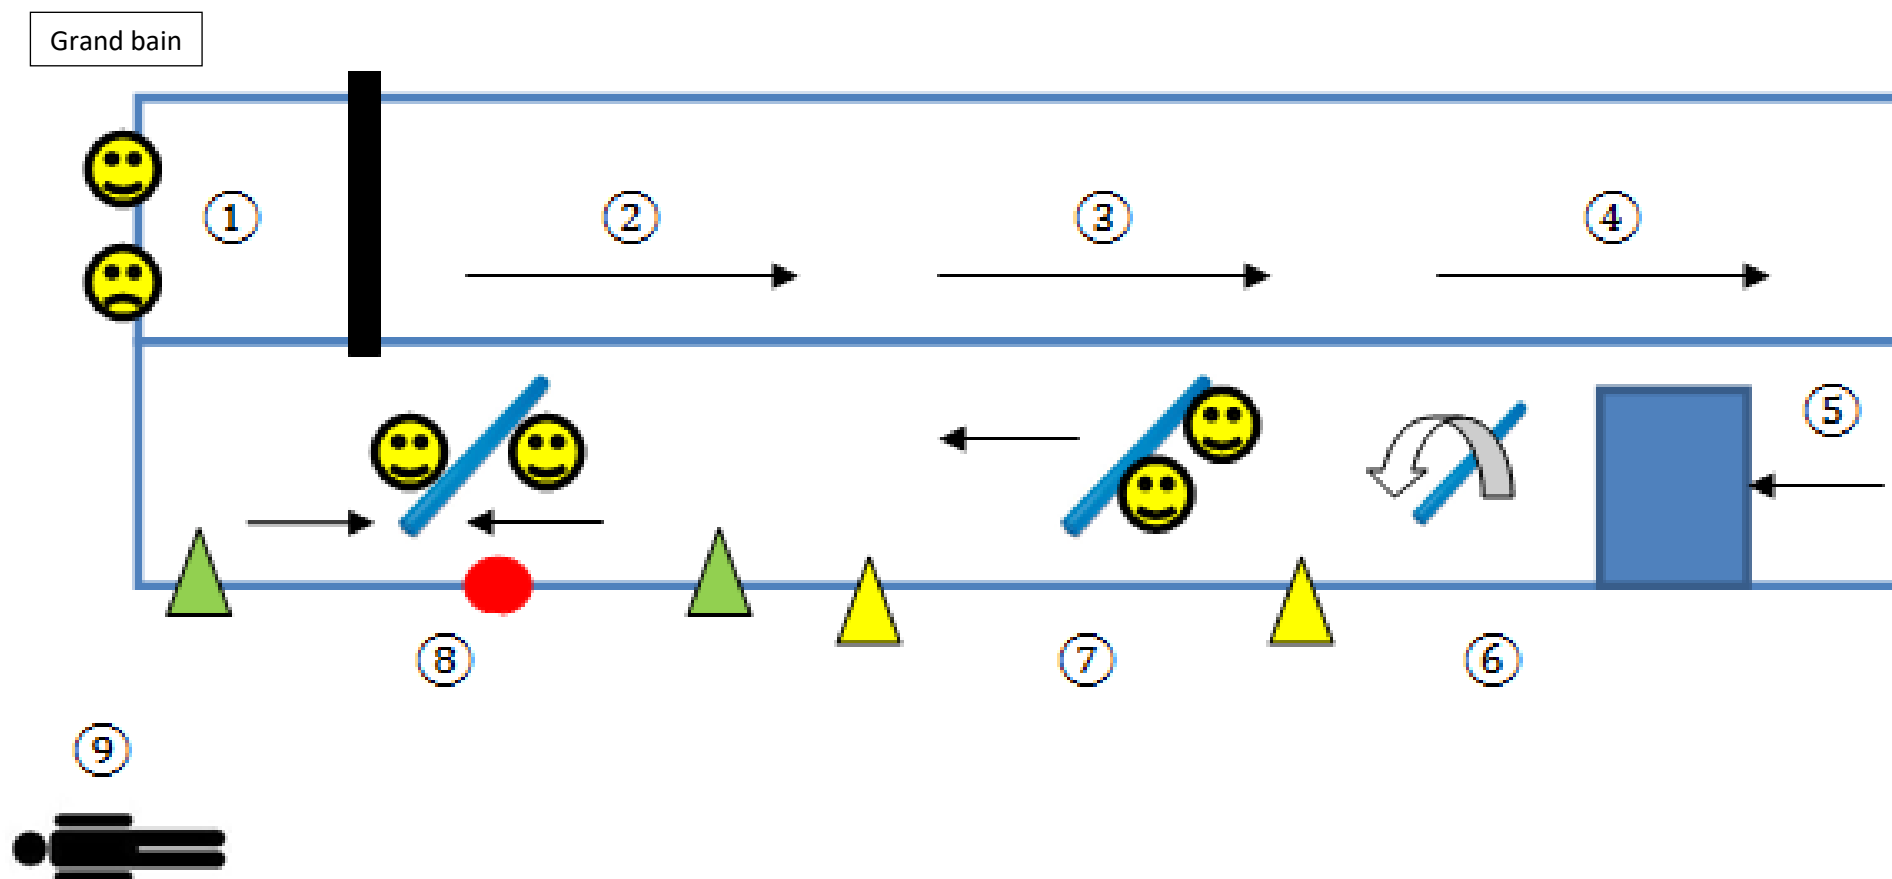 Grand bain
① ② ③ ④
⑤
⑧ ⑦ ⑥
⑨